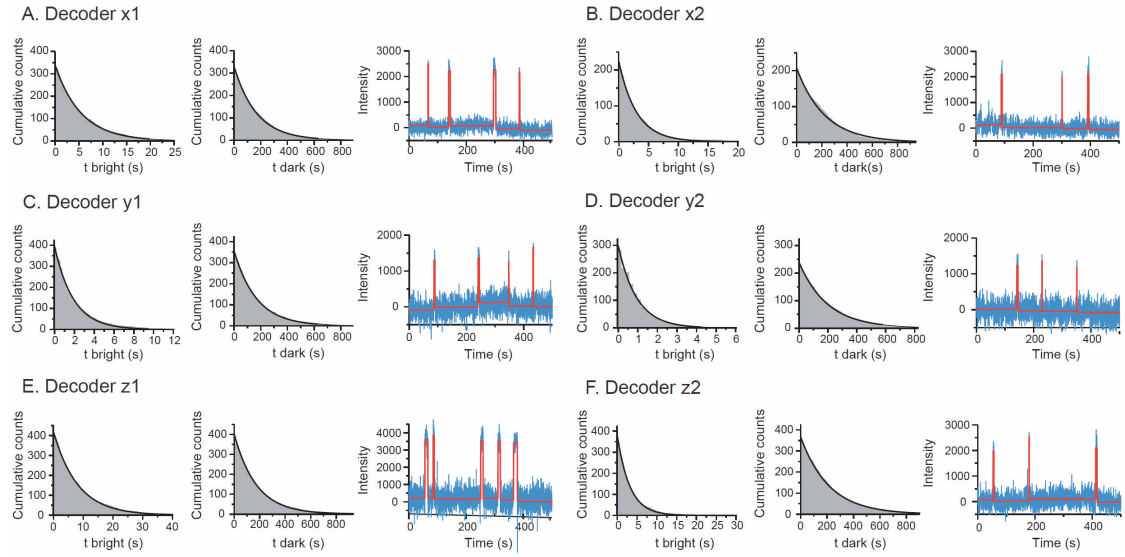 A. Decoder x1
Cumulative counts
400
300
200
100
0
0 5 10 15 20 25
t bright (s)
Cumulative counts
400
300
200
100
0
0 200 400 600 800
t dark (s)
Intensity
3000
2000
1000
0
0 200 400
Time (s)
B. Decoder x2
Cumulative counts
200
100
0
0 5 10 15 20
t bright (s)
Cumulative counts
200
100
0
0 200 400 600 800
t dark(s)
Intensity
3000
2000
1000
0
0 200 400
Time (s)
C. Decoder y1
Cumulative counts
400
300
200
100
0
0 2 4 6 8 10 12
t bright (s)
Cumulative counts
400
300
200
100
0
0 200 400 600 800
t dark (s)
Intensity
2000
1000
0
0 200 400
Time (s)
D. Decoder y2
Cumulative counts
300
200
100
0
0 1 2 3 4 5 6
t bright (s)
Cumulative counts
300
200
100
0
0 200 400 600 800
t dark (s)
Intensity
2000
1000
0
0 200 400
Time (s)
E. Decoder z1
Cumulative counts
400
300
200
100
0
0 10 20 30 40
t bright (s)
Cumulative counts
400
300
200
100
0
0 200 400 600 800
t dark (s)
Intensity
4000
3000
2000
1000
0
0 200 400
Time (s)
F. Decoder z2
Cumulative counts
400
300
200
100
0
0 5 10 15 20 25 30
t bright (s)
Cumulative counts
400
300
200
100
0
0 200 400 600 800
t dark (s)
Intensity
3000
2000
1000
0
0 200 400
Time (s)